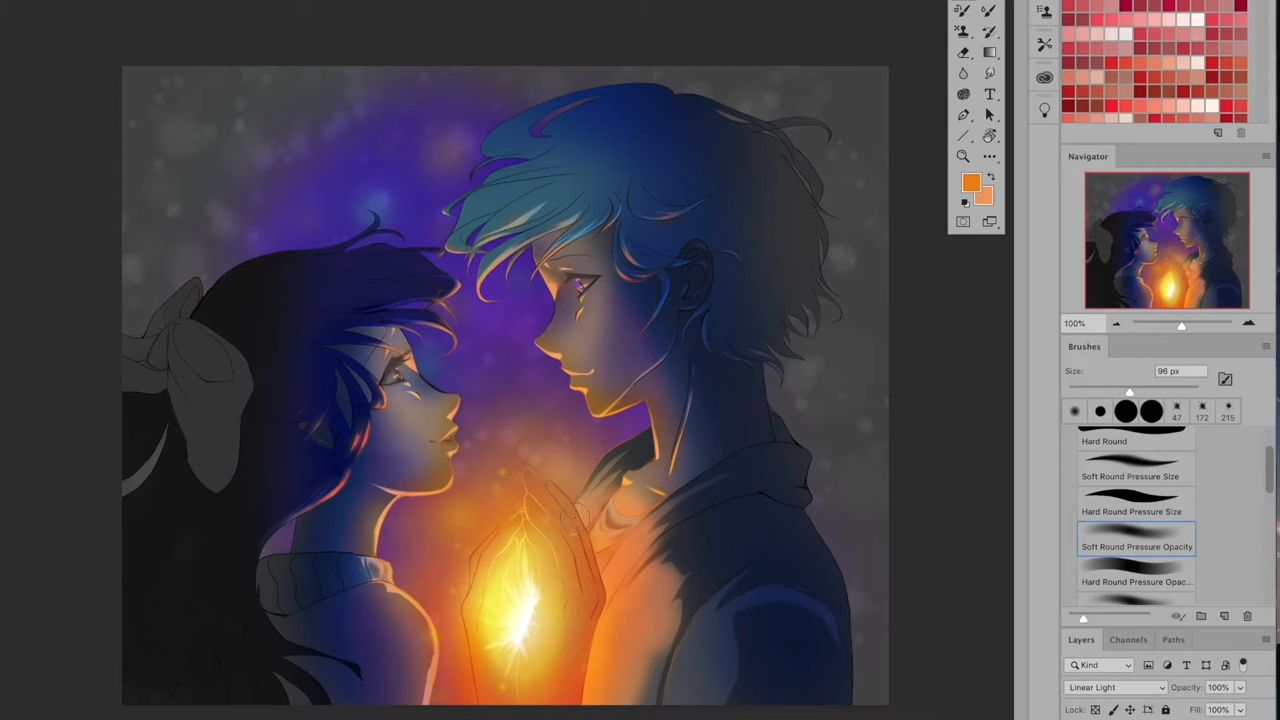 Navigator
100%
Brushes
Size:
96 px
47
172
215
Hard Round
Soft Round Pressure Size
Hard Round Pressure Size
Soft Round Pressure Opacity
Hard Round Pressure Opac...
Layers
Channels
Paths
Kind
Linear Light
Opacity: 100%
Lock:
Fill: 100%